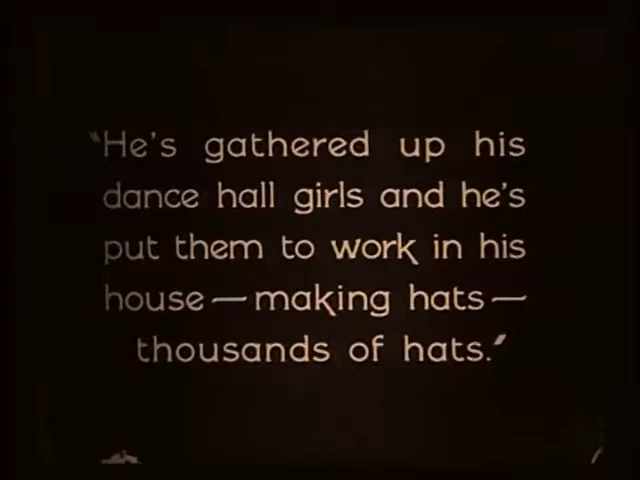 "He's gathered up his
dance hall girls and he's
put them to work in his
house — making hats —
thousands of hats."